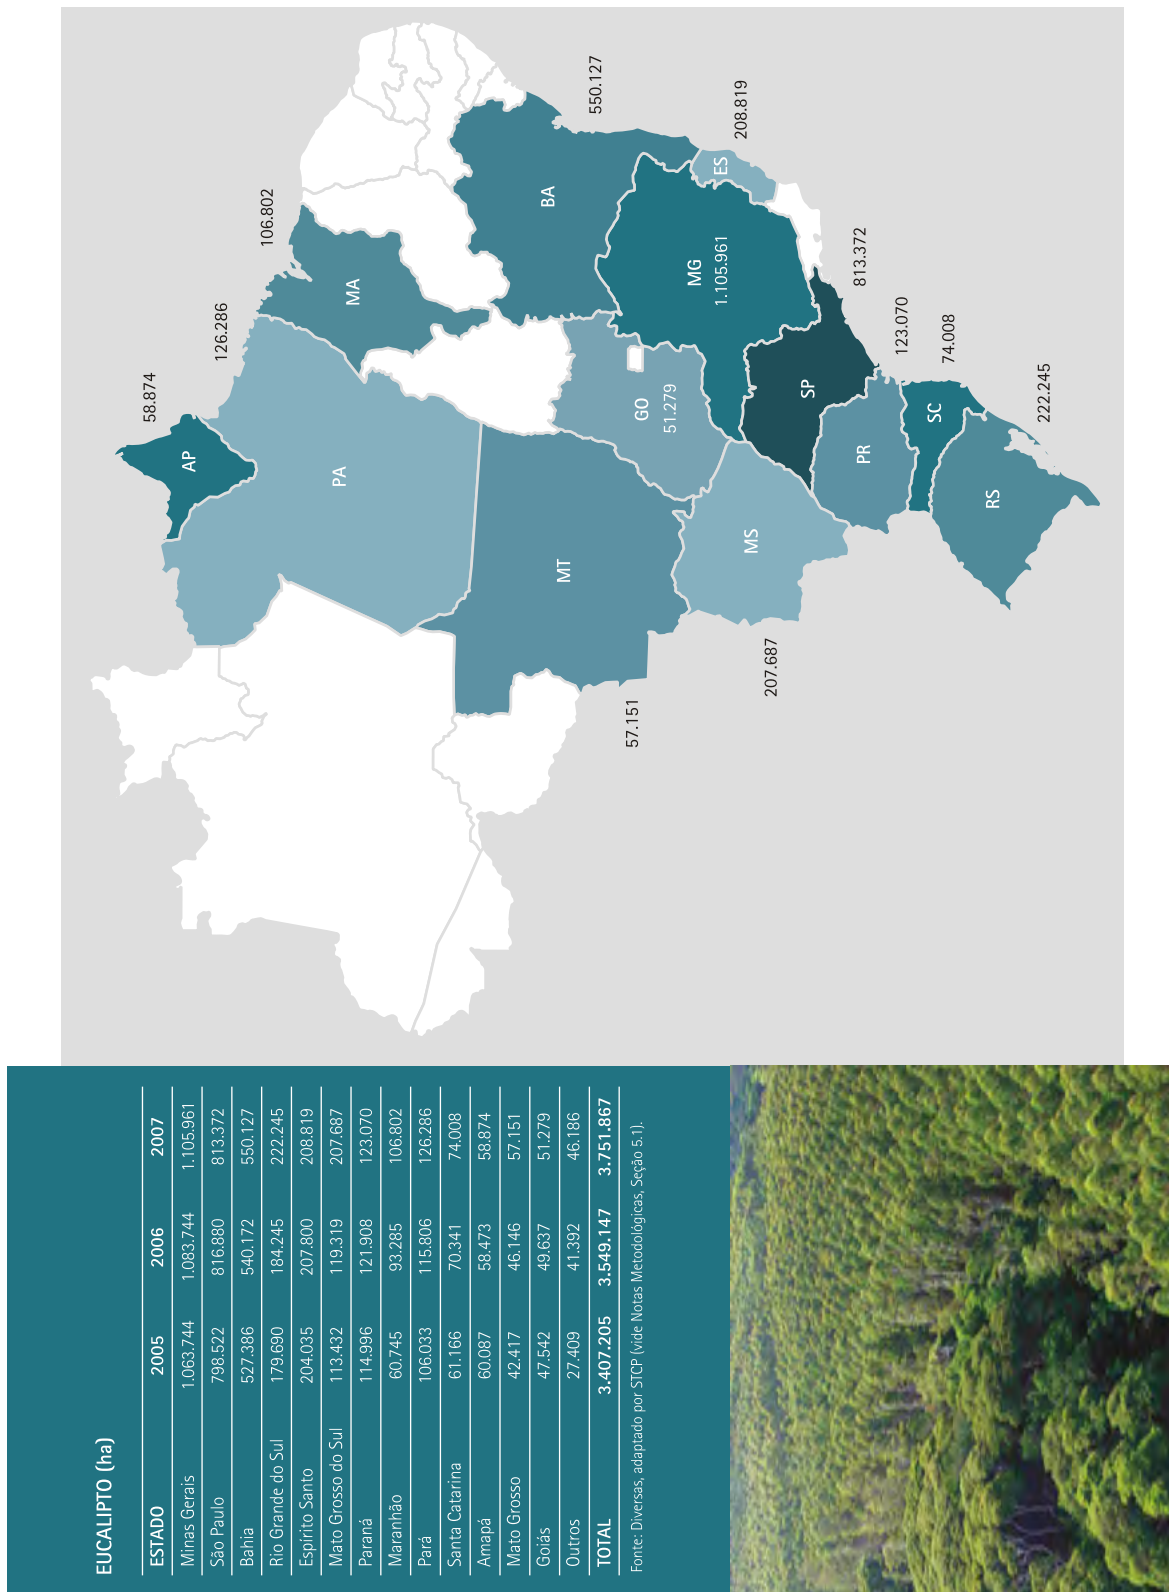 EUCALIPTO (ha)
ESTADO 2005 2006 2007
Minas Gerais 1.063.744 1.083.744 1.105.961
São Paulo 798.522 816.880 813.372
Bahia 527.386 540.172 550.127
Rio Grande do Sul 179.690 184.245 222.245
Espírito Santo 204.035 207.800 208.819
Mato Grosso do Sul 113.432 119.319 207.687
Paraná 114.996 121.908 123.070
Maranhão 60.745 93.285 106.802
Pará 106.033 115.806 126.286
Santa Catarina 61.166 70.341 74.008
Amapá 60.087 58.473 58.874
Mato Grosso 42.417 46.146 57.151
Goiás 47.542 49.637 51.279
Outros 27.409 41.392 46.186
TOTAL 3.407.205 3.549.147 3.751.867
Fonte: Diversas, adaptado por STCP (vide Notas Metodológicas, Seção 5.1).
58.874
AP
126.286
106.802
PA
MA
BA
550.127
MT
57.151
GO
51.279
MG
1.105.961
ES
208.819
MS
207.687
SP
813.372
PR
123.070
SC
74.008
RS
222.245